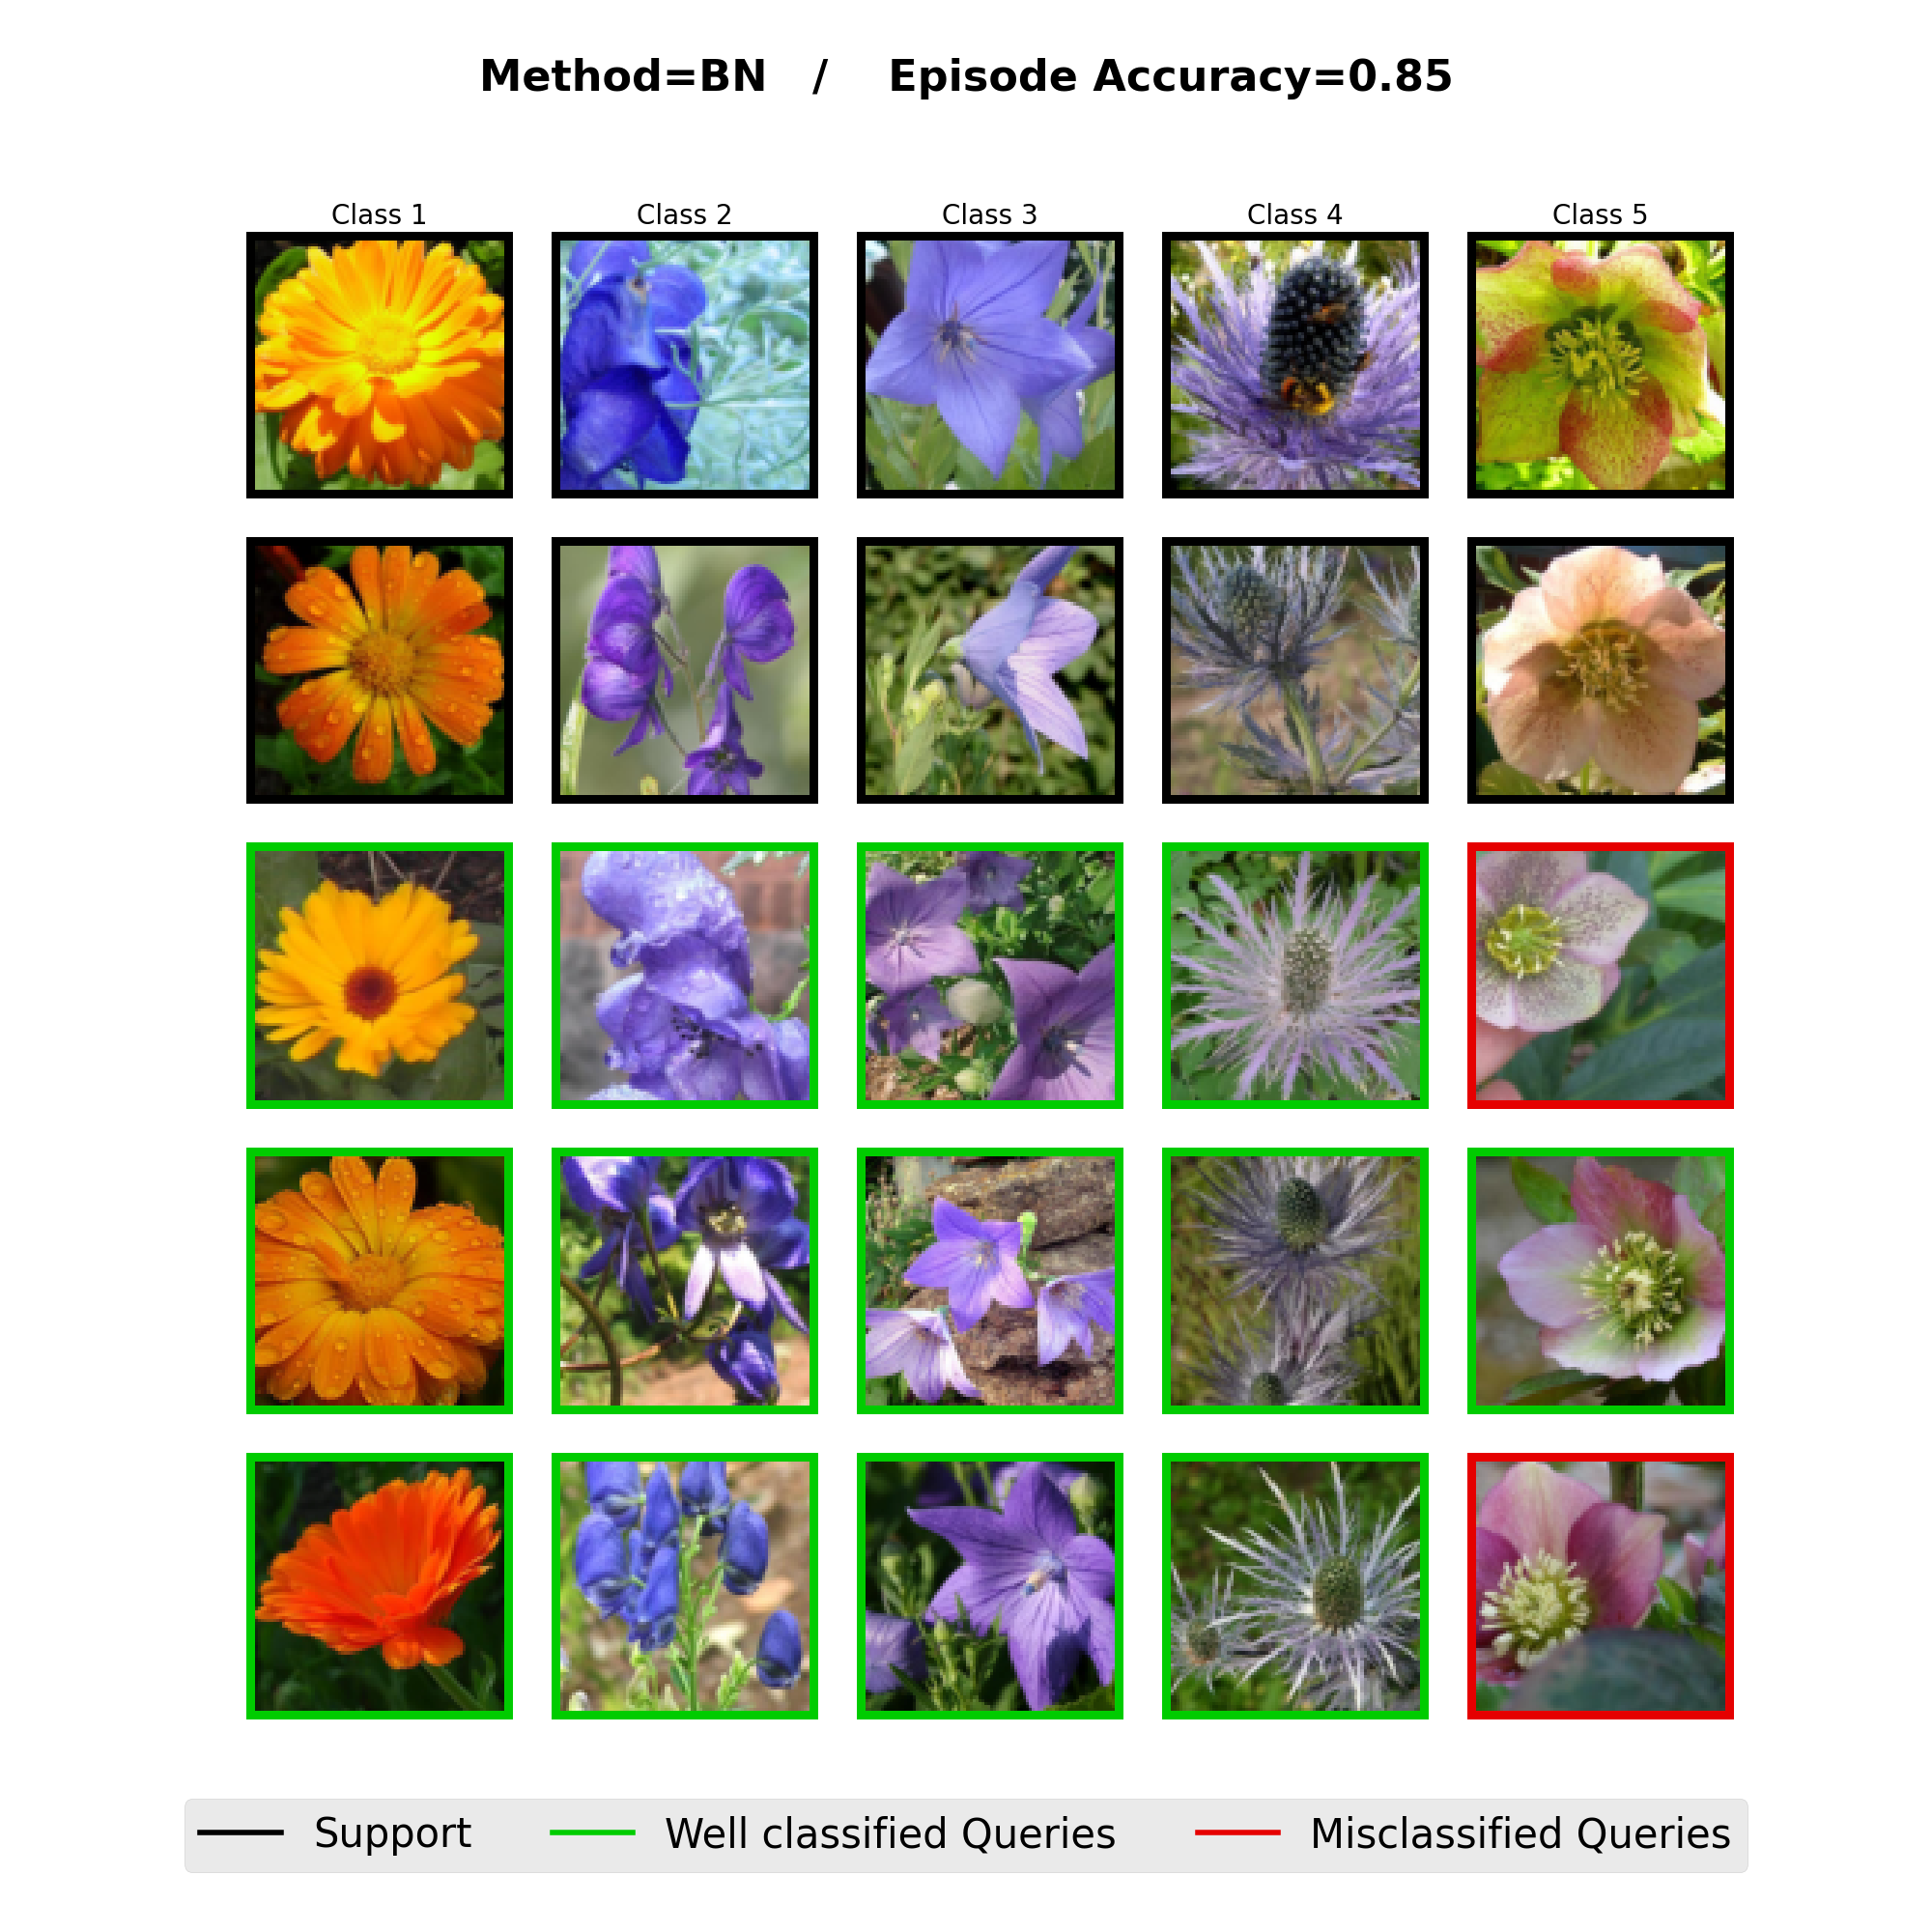 Method=BN / Episode Accuracy=0.85
Class 1 Class 2 Class 3 Class 4 Class 5
Support Well classified Queries Misclassified Queries